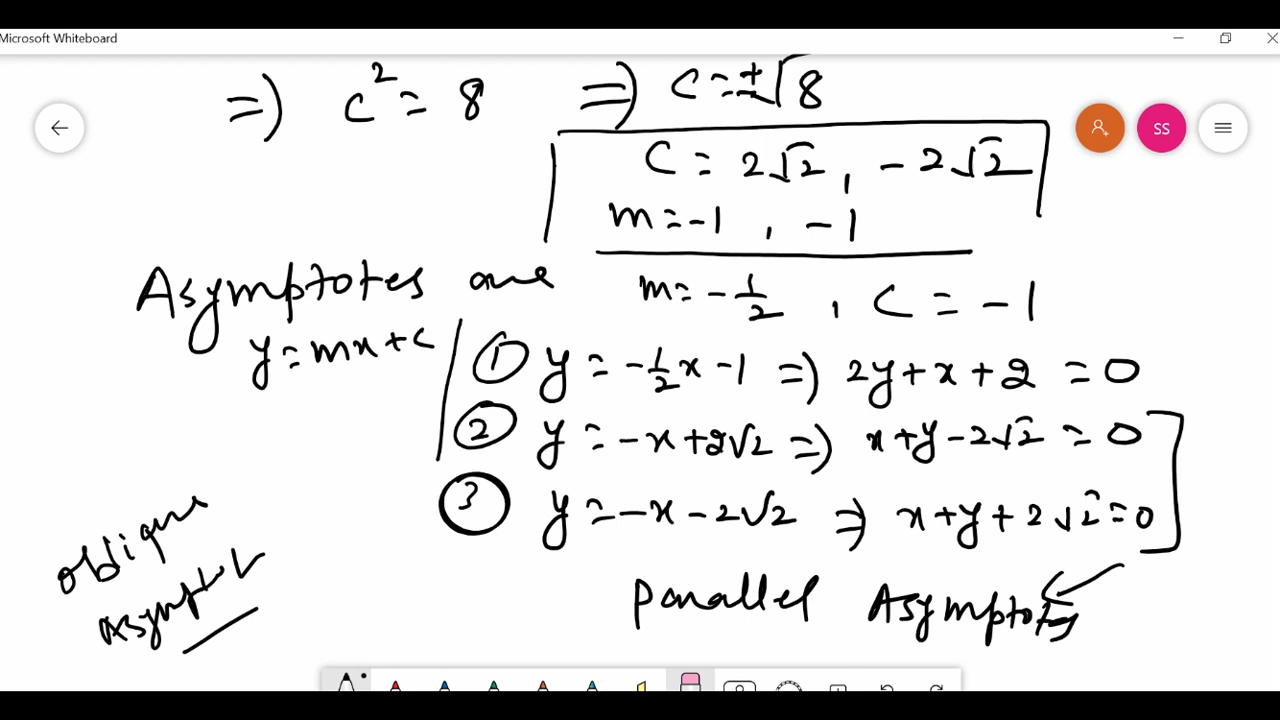 Microsoft Whiteboard
=) c² = 8 =) c = ±√8
SS
C = 2√2, -2√2
m = -1, -1
Asymptotes are m = -1/2, C = -1
y = mx + c
① y = -1/2 x - 1 =) 2y + x + 2 = 0
② y = -x + 2√2 =) x + y - 2√2 = 0
③ y = -x - 2√2 =) x + y + 2√2 = 0
oblique
Parallel Asymptotes